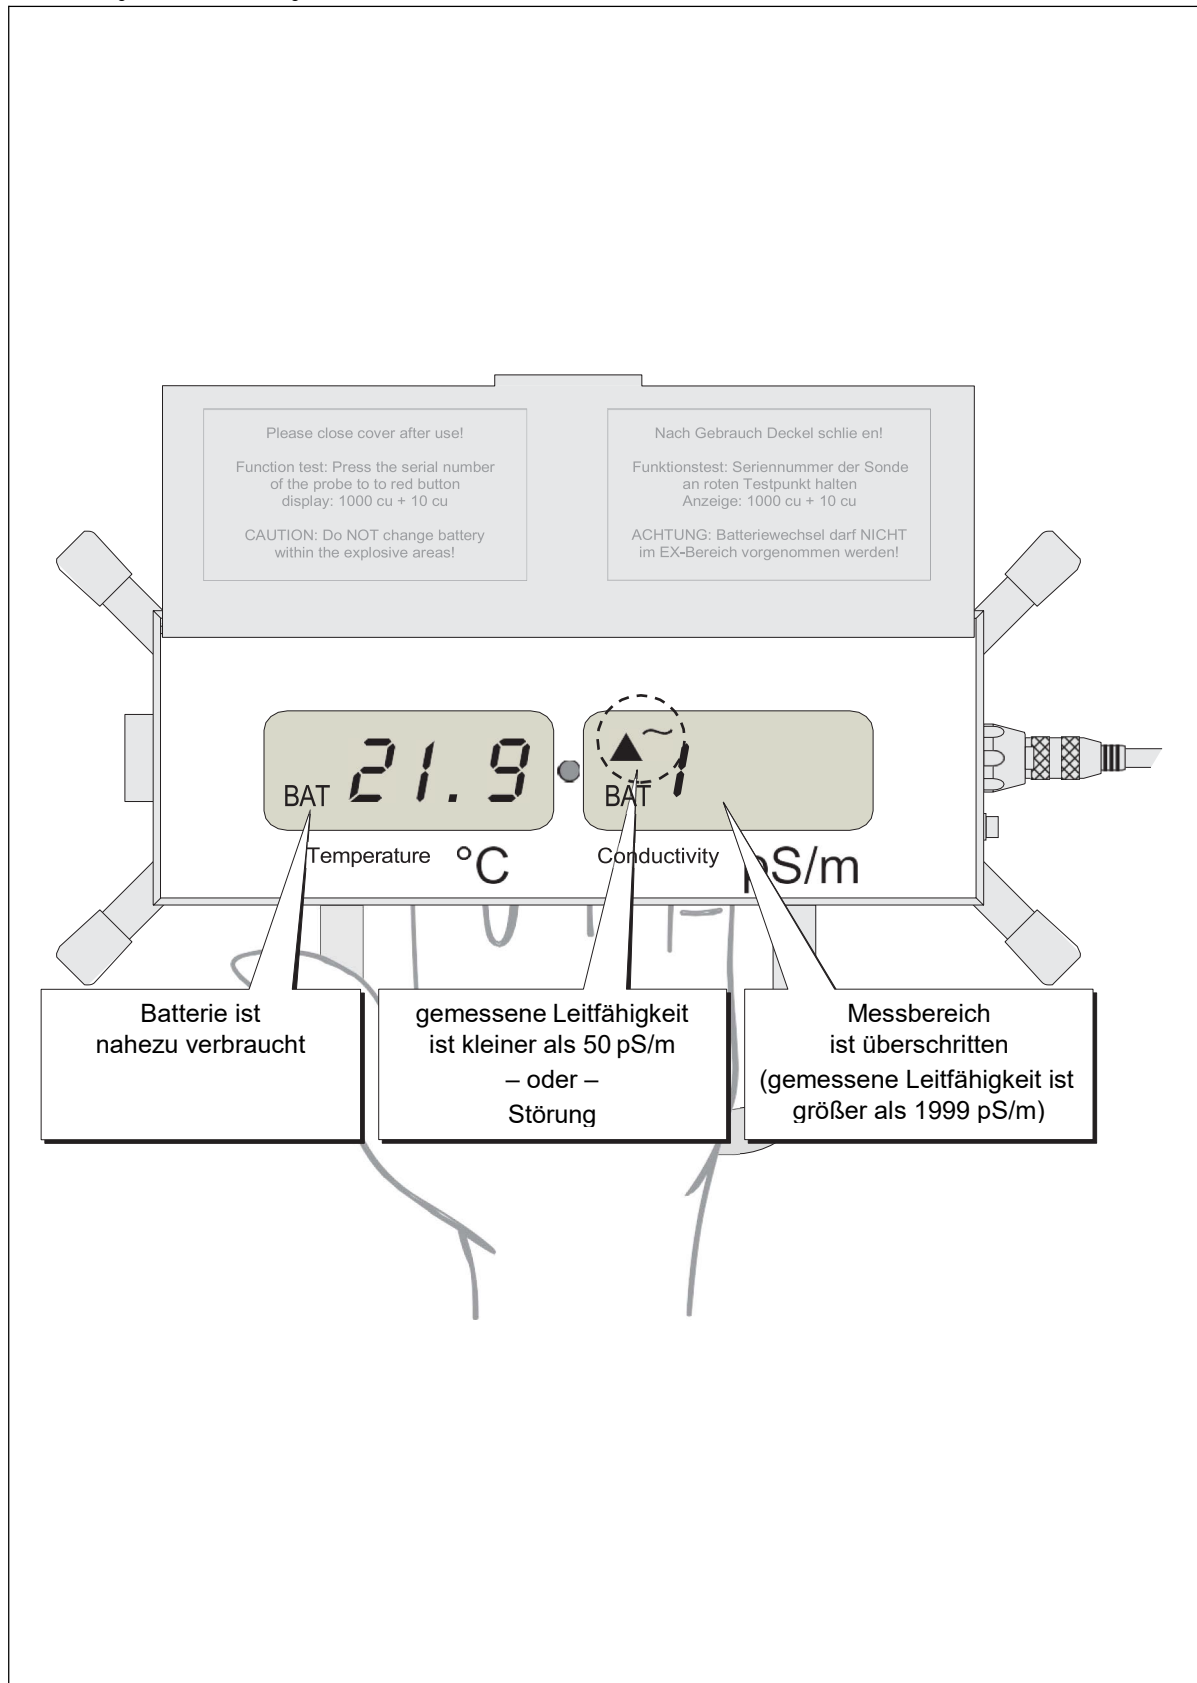 Please close cover after use!
Function test: Press the serial number
of the probe to to red button
display: 1000 cu + 10 cu
CAUTION: Do NOT change battery
within the explosive areas!
Nach Gebrauch Deckel schlie en!
Funktionstest: Seriennummer der Sonde
an roten Testpunkt halten
Anzeige: 1000 cu + 10 cu
ACHTUNG: Batteriewechsel darf NICHT
im EX-Bereich vorgenommen werden!
BAT 21.9
Temperature °C
▲~
BAT 1
Conductivity pS/m
Batterie ist
nahezu verbraucht
gemessene Leitfähigkeit
ist kleiner als 50 pS/m
– oder –
Störung
Messbereich
ist überschritten
(gemessene Leitfähigkeit ist
größer als 1999 pS/m)